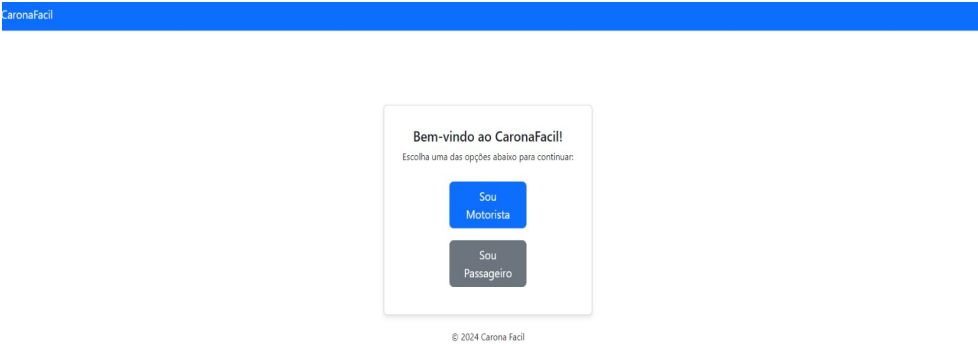 CaronaFacil
Bem-vindo ao CaronaFacil!
Escolha uma das opções abaixo para continuar:
Sou
Motorista
Sou
Passageiro
© 2024 Carona Facil